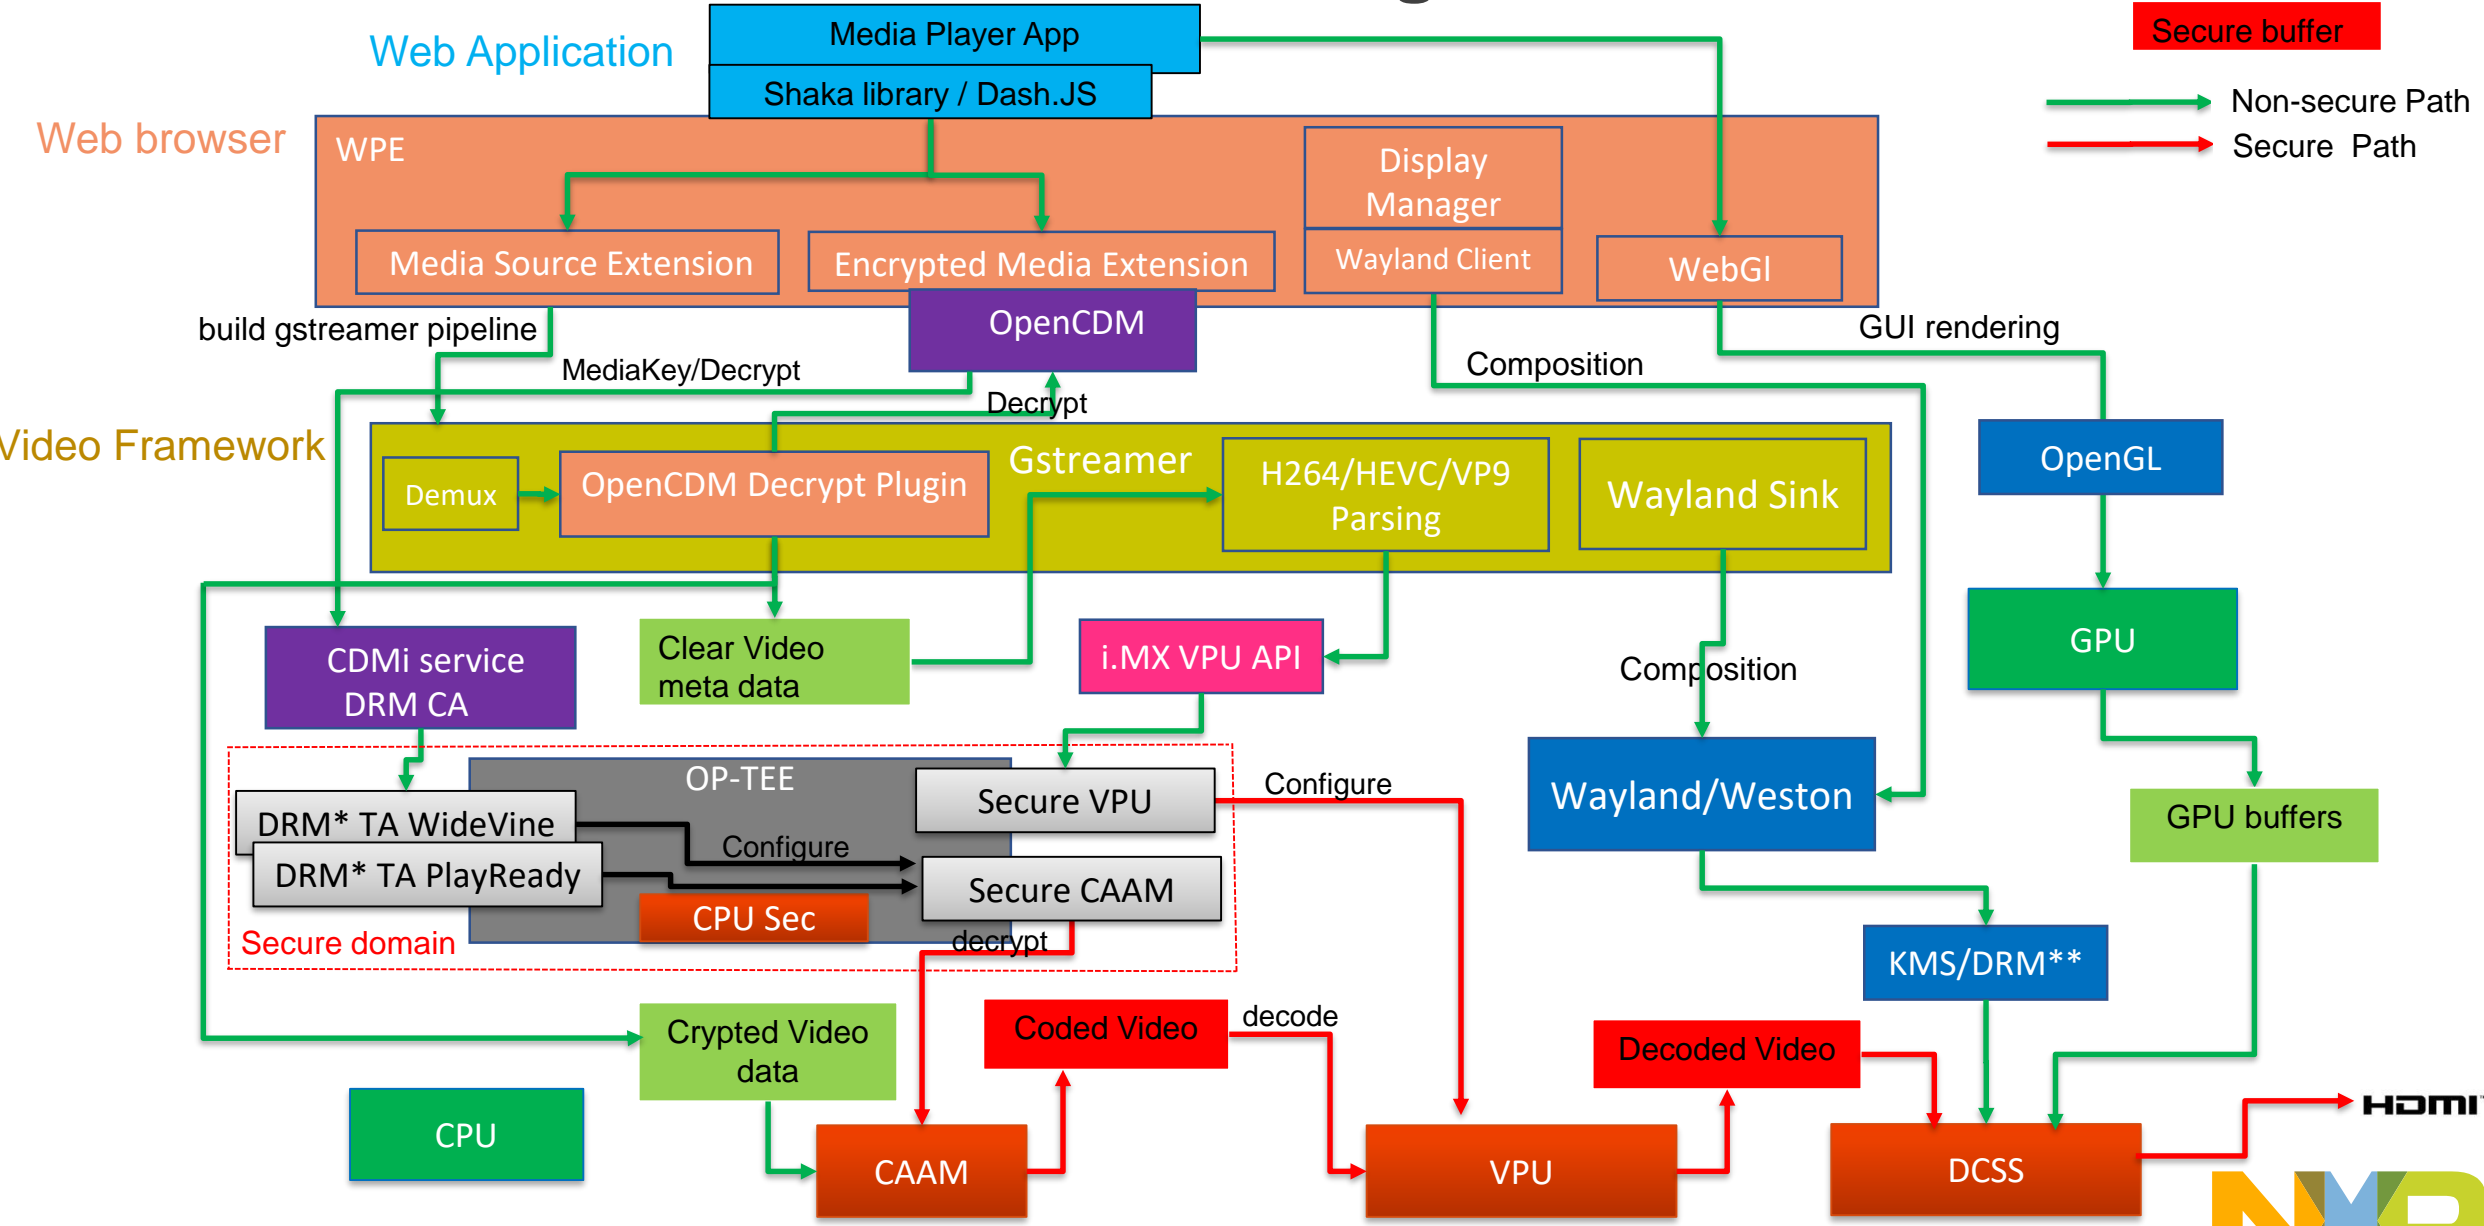 Media Player App
Secure buffer
Web Application
Shaka library / Dash.JS
Non-secure Path
Secure Path
Web browser
WPE
Display
Manager
Media Source Extension
Encrypted Media Extension
Wayland Client
WebGl
build gstreamer pipeline
OpenCDM
GUI rendering
MediaKey/Decrypt
Composition
Decrypt
Video Framework
Gstreamer
Demux
OpenCDM Decrypt Plugin
H264/HEVC/VP9
Parsing
Wayland Sink
OpenGL
CDMi service
DRM CA
Clear Video
meta data
i.MX VPU API
Composition
GPU
OP-TEE
Secure VPU
Configure
Wayland/Weston
GPU buffers
DRM* TA WideVine
Configure
DRM* TA PlayReady
Secure CAAM
CPU Sec
Secure domain
decrypt
KMS/DRM**
Crypted Video
data
Coded Video
decode
Decoded Video
HDMI
CPU
CAAM
VPU
DCSS